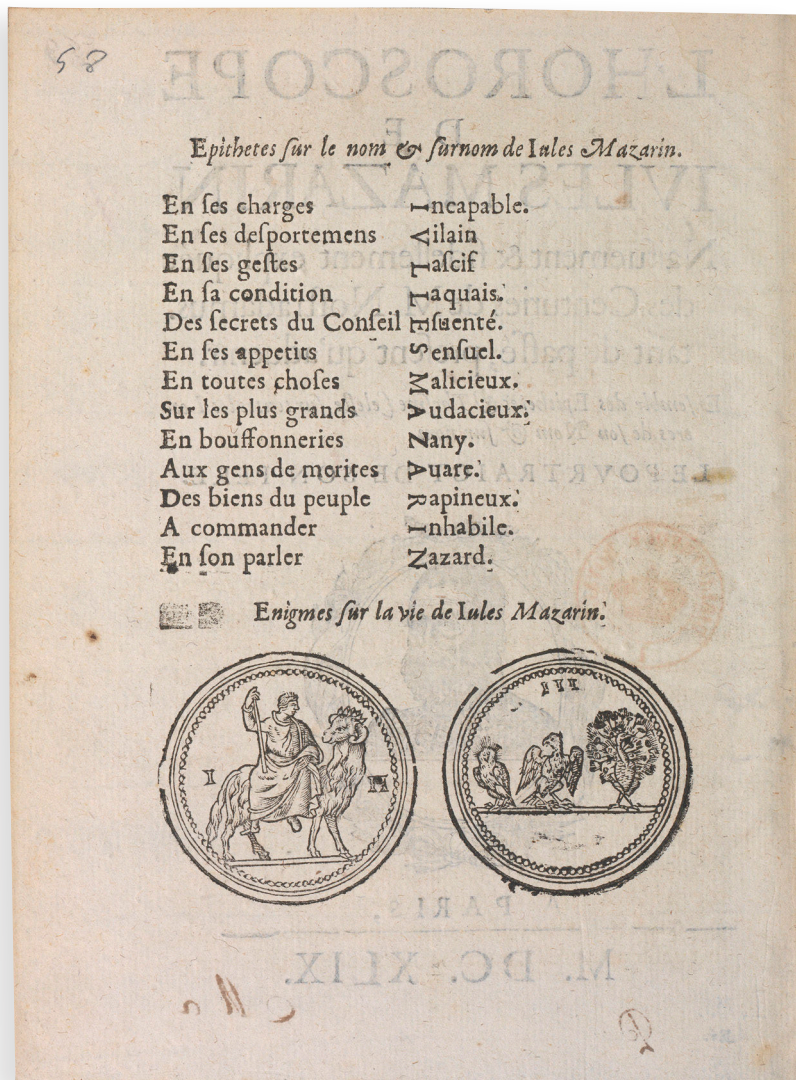 58
Epithetes ſur le nom & ſurnom de Iules Mazarin.
En ſes charges Incapable.
En ſes deſportemens Vilain
En ſes geſtes Laſcif
En ſa condition Laquais.
Des ſecrets du Conſeil Eſuenté.
En ſes appetits Senſuel.
En toutes choſes Malicieux.
Sur les plus grands Audacieux.
En bouffonneries Zany.
Aux gens de merites Auare.
Des biens du peuple Rapineux.
A commander Inhabile.
En ſon parler Nazard.
Enigmes ſur la vie de Iules Mazarin.
I
III